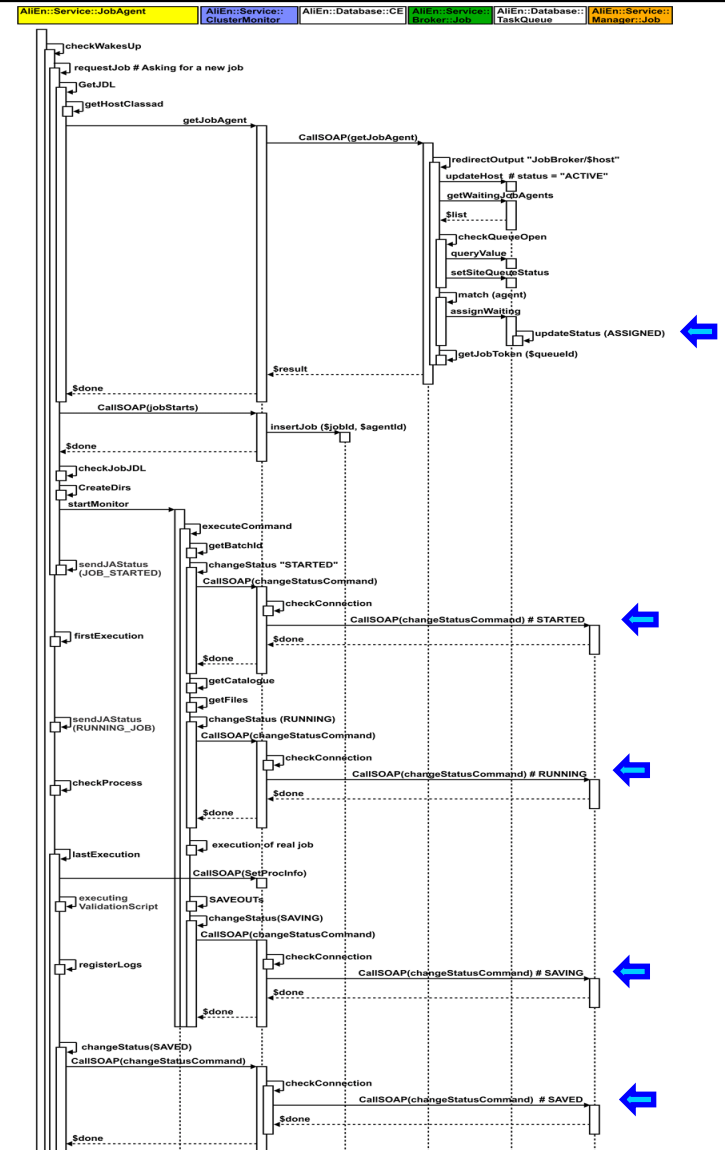 AliEn::Service::JobAgent
AliEn::Service::
ClusterMonitor
AliEn::Database::CE
AliEn::Service::
Broker::Job
AliEn::Database::
TaskQueue
AliEn::Service::
Manager::Job
checkWakesUp
requestJob # Asking for a new job
GetJDL
getHostClassad
getJobAgent
CallSOAP(getJobAgent)
redirectOutput "JobBroker/$host"
updateHost # status = "ACTIVE"
getWaitingJobAgents
$list
checkQueueOpen
queryValue
setSiteQueueStatus
match (agent)
assignWaiting
updateStatus (ASSIGNED)
getJobToken ($queueId)
$result
$done
CallSOAP(jobStarts)
insertJob ($jobId, $agentId)
$done
checkJobJDL
CreateDirs
startMonitor
executeCommand
getBatchId
sendJAStatus
(JOB_STARTED)
changeStatus "STARTED"
CallSOAP(changeStatusCommand)
checkConnection
CallSOAP(changeStatusCommand) # STARTED
firstExecution
$done
$done
getCatalogue
getFiles
sendJAStatus
(RUNNING_JOB)
changeStatus (RUNNING)
CallSOAP(changeStatusCommand)
checkConnection
CallSOAP(changeStatusCommand) # RUNNING
checkProcess
$done
$done
execution of real job
lastExecution
CallSOAP(SetProcInfo)
executing
ValidationScript
SAVEOUTs
changeStatus(SAVING)
CallSOAP(changeStatusCommand)
checkConnection
registerLogs
CallSOAP(changeStatusCommand) # SAVING
$done
$done
changeStatus(SAVED)
CallSOAP(changeStatusCommand)
checkConnection
CallSOAP(changeStatusCommand) # SAVED
$done
$done